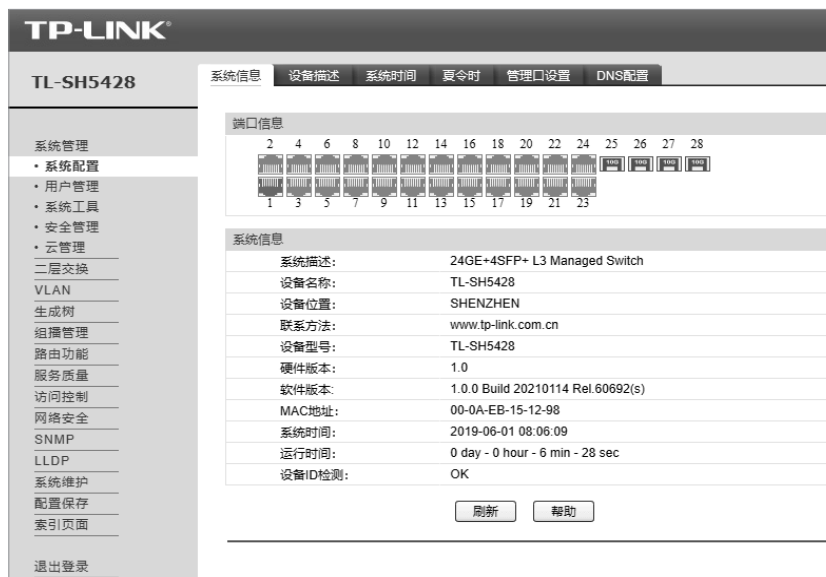 TP-LINK®
TL-SH5428
系统信息 设备描述 系统时间 夏令时 管理口设置 DNS配置
系统管理
• 系统配置
• 用户管理
• 系统工具
• 安全管理
• 云管理
二层交换
VLAN
生成树
组播管理
路由功能
服务质量
访问控制
网络安全
SNMP
LLDP
系统维护
配置保存
索引页面
退出登录
端口信息
2 4 6 8 10 12 14 16 18 20 22 24 25 26 27 28
10G 10G 10G 10G
1 3 5 7 9 11 13 15 17 19 21 23
系统信息
系统描述: 24GE+4SFP+ L3 Managed Switch
设备名称: TL-SH5428
设备位置: SHENZHEN
联系方法: www.tp-link.com.cn
设备型号: TL-SH5428
硬件版本: 1.0
软件版本: 1.0.0 Build 20210114 Rel.60692(s)
MAC地址: 00-0A-EB-15-12-98
系统时间: 2019-06-01 08:06:09
运行时间: 0 day - 0 hour - 6 min - 28 sec
设备ID检测: OK
刷新 帮助